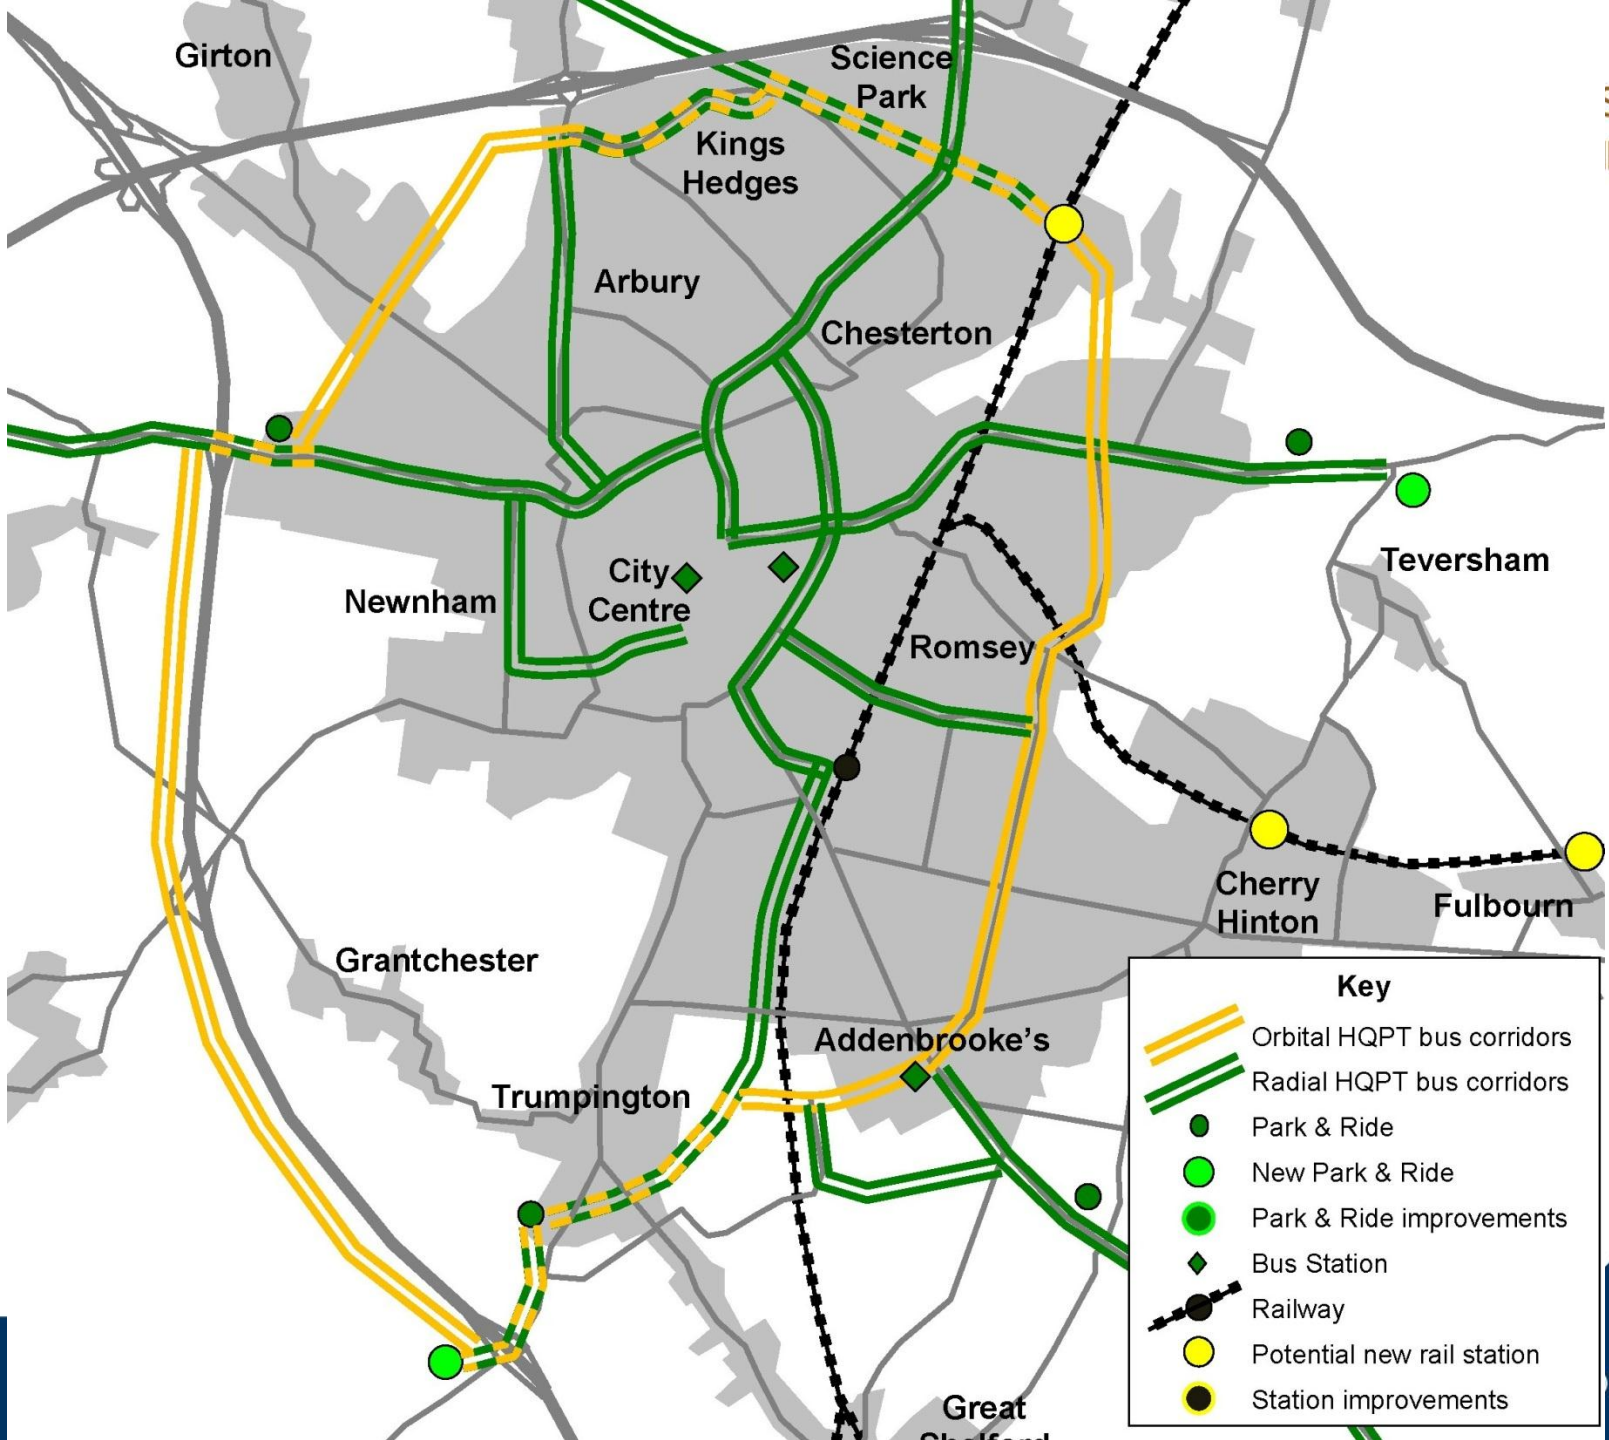 Girton
Science
Park
Kings
Hedges
Arbury
Chesterton
Teversham
City
Centre
Newnham
Romsey
Cherry
Hinton
Fulbourn
Grantchester
Addenbrooke's
Trumpington
Great
Shelford
Key
Orbital HQPT bus corridors
Radial HQPT bus corridors
Park & Ride
New Park & Ride
Park & Ride improvements
Bus Station
Railway
Potential new rail station
Station improvements